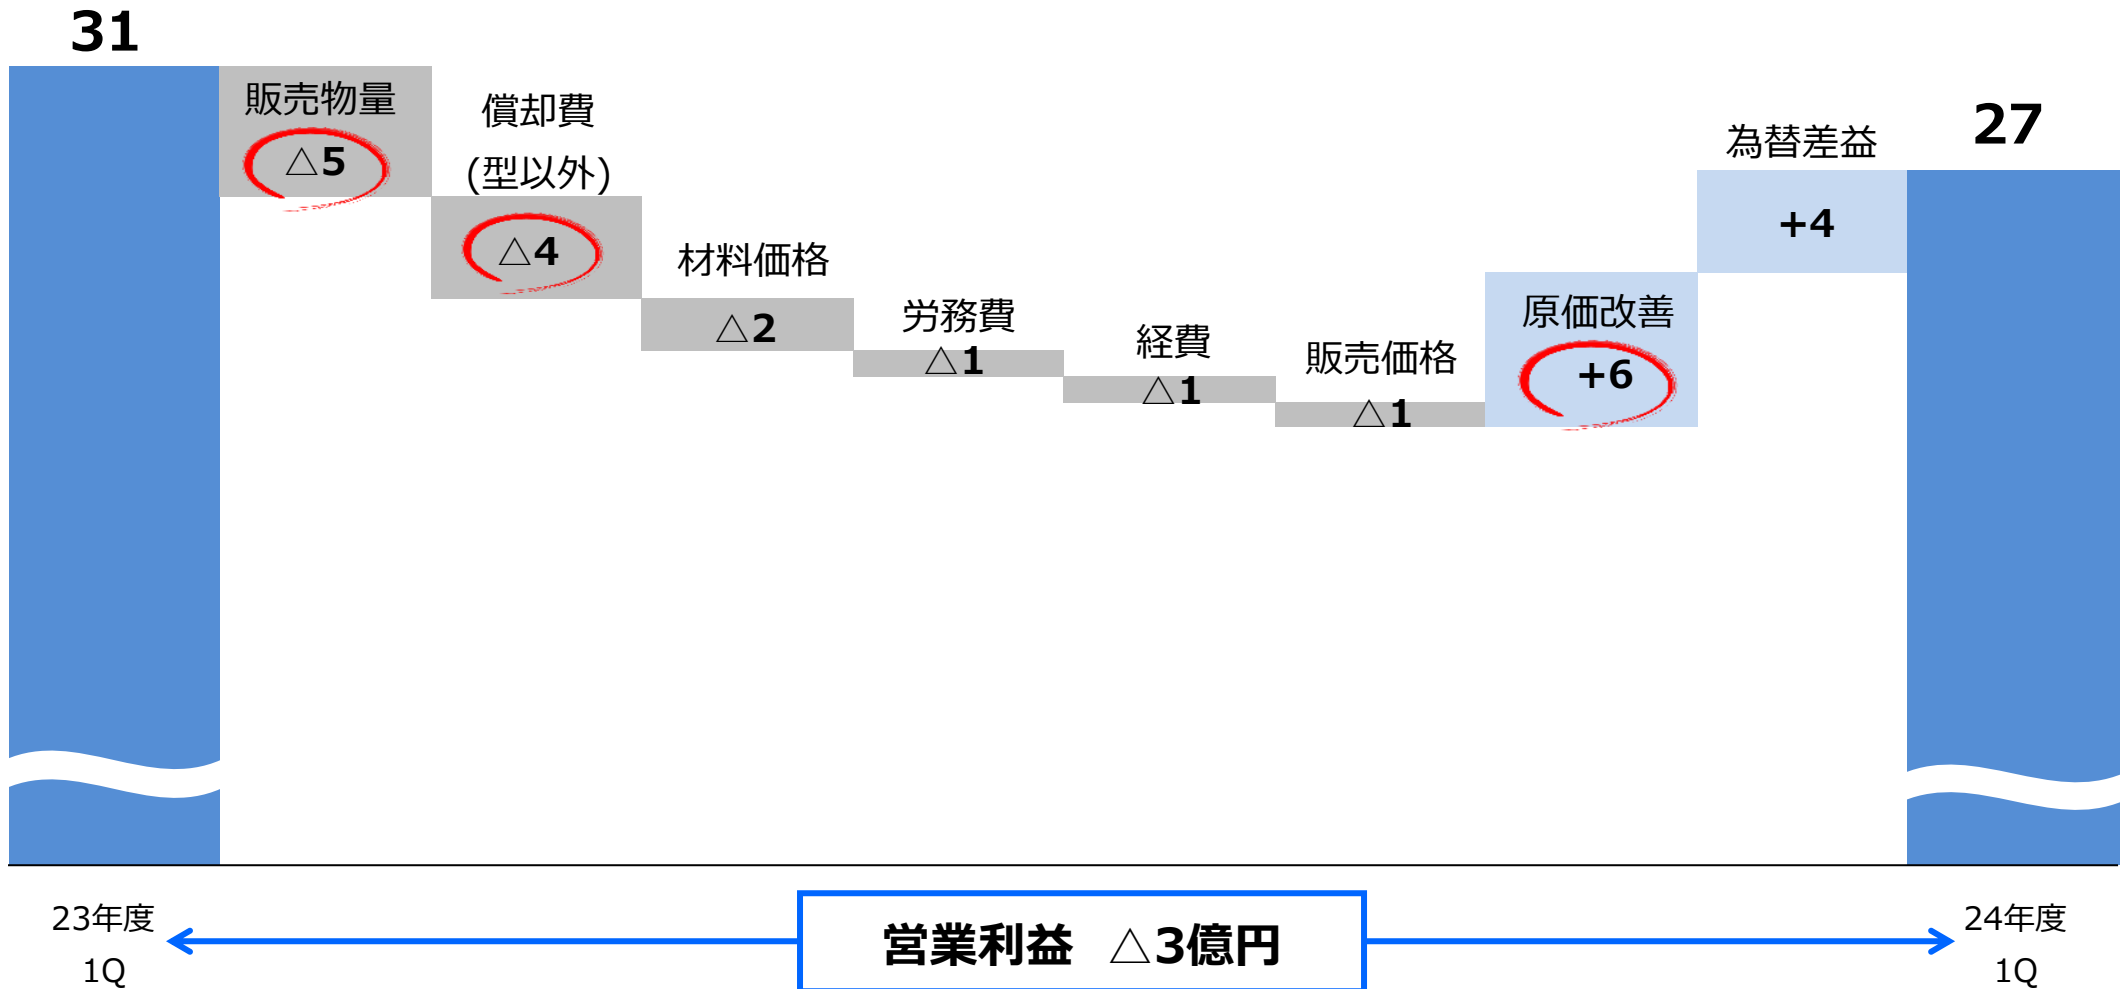 31
販売物量
△5
償却費
(型以外)
△4
材料価格
△2
労務費
△1
経費
△1
販売価格
△1
原価改善
+6
為替差益
+4
27
23年度
1Q
営業利益 △3億円
24年度
1Q